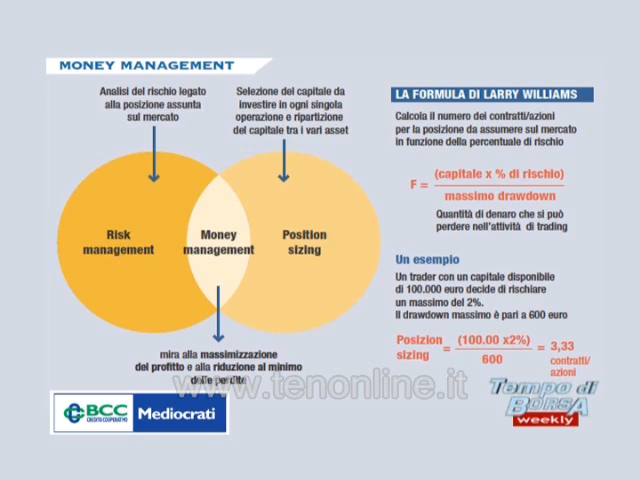 MONEY MANAGEMENT
Analisi del rischio legato
alla posizione assunta
sul mercato
Selezione del capitale da
investire in ogni singola
operazione e ripartizione
del capitale tra i vari asset
Risk
management
Money
management
Position
sizing
mira alla massimizzazione
del profitto e alla riduzione al minimo
delle perdite
LA FORMULA DI LARRY WILLIAMS
Calcola il numero dei contratti/azioni
per la posizione da assumere sul mercato
in funzione della percentuale di rischio
F = (capitale x % di rischio)
massimo drawdown
Quantità di denaro che si può
perdere nell'attività di trading
Un esempio
Un trader con un capitale disponibile
di 100.000 euro decide di rischiare
un massimo del 2%.
Il drawdown massimo è pari a 600 euro
Posizion
sizing
= (100.00 x2%)
600
= 3,33
contratti/
azioni
www.tenonline.it
BCC
CREDITO COOPERATIVO
Mediocrati
Tempo di
BORSA
weekly